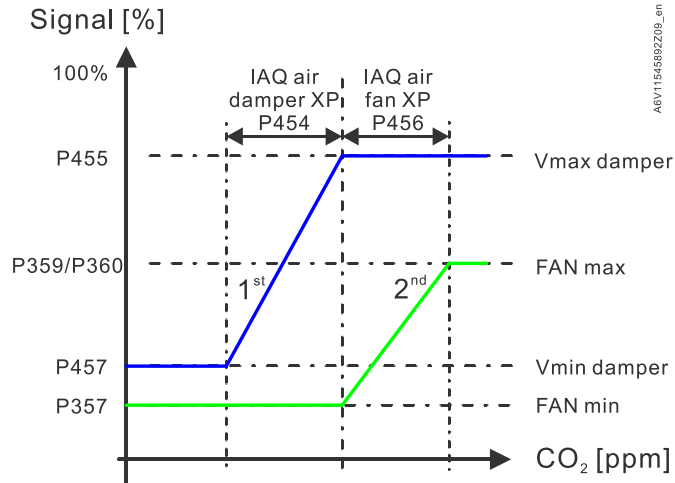 Signal [%]
A6V11545892Z09_en
100%
IAQ air
damper XP
P454
IAQ air
fan XP
P456
P455
Vmax damper
P359/P360
FAN max
1st
2nd
P457
Vmin damper
P357
FAN min
CO2 [ppm]